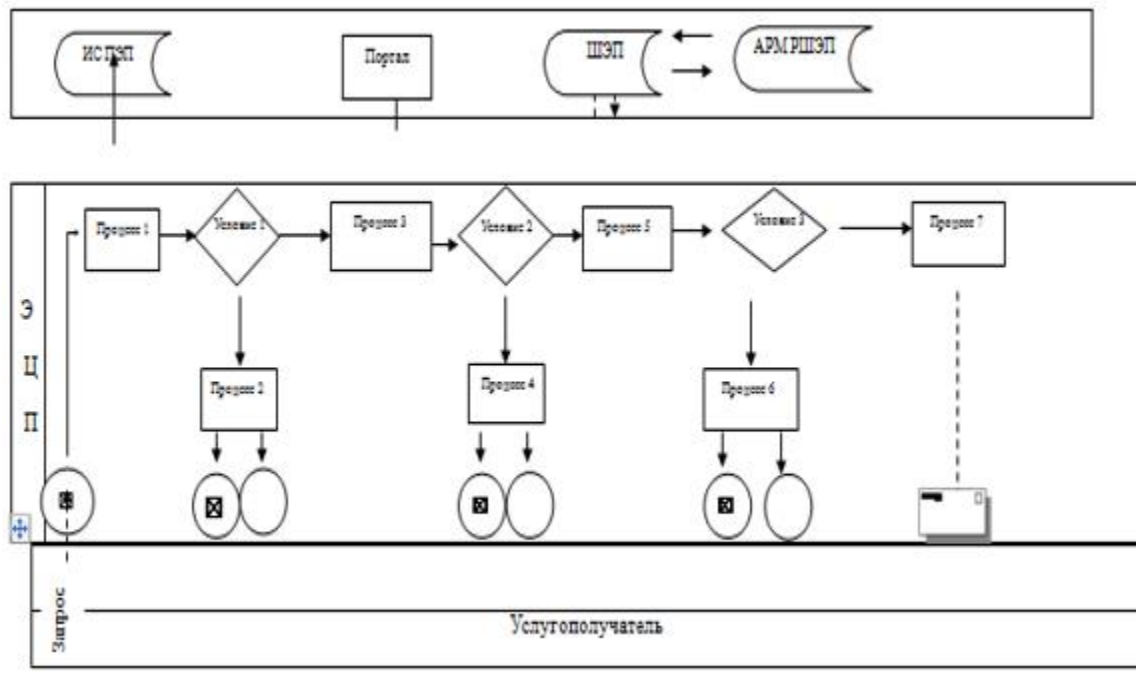 ИС ПЭП
Портал
ШЭП
АРМ РШЭП
Процесс 1
Условие 1
Процесс 3
Условие 2
Процесс 5
Условие 3
Процесс 7
Э
Ц
П
Процесс 2
Процесс 4
Процесс 6
Запрос
Услугополучатель